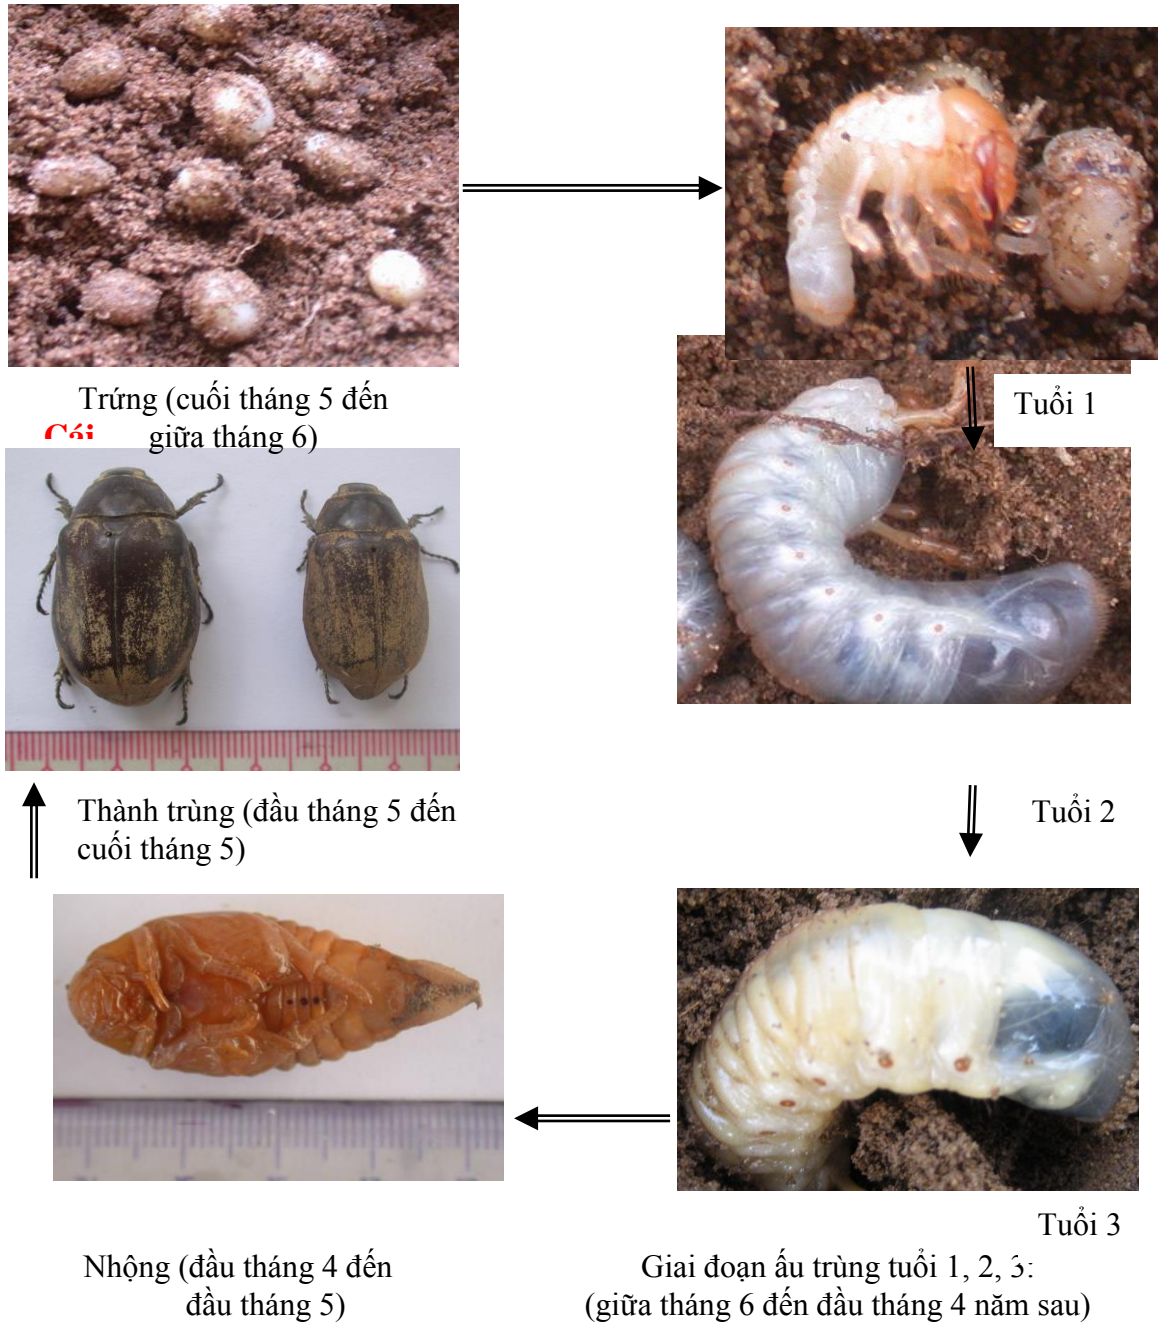 Trứng (cuối tháng 5 đến
giữa tháng 6)
Cái
Tuổi 1
Thành trùng (đầu tháng 5 đến
cuối tháng 5)
Tuổi 2
Tuổi 3
Nhộng (đầu tháng 4 đến
đầu tháng 5)
Giai đoạn ấu trùng tuổi 1, 2, 3:
(giữa tháng 6 đến đầu tháng 4 năm sau)